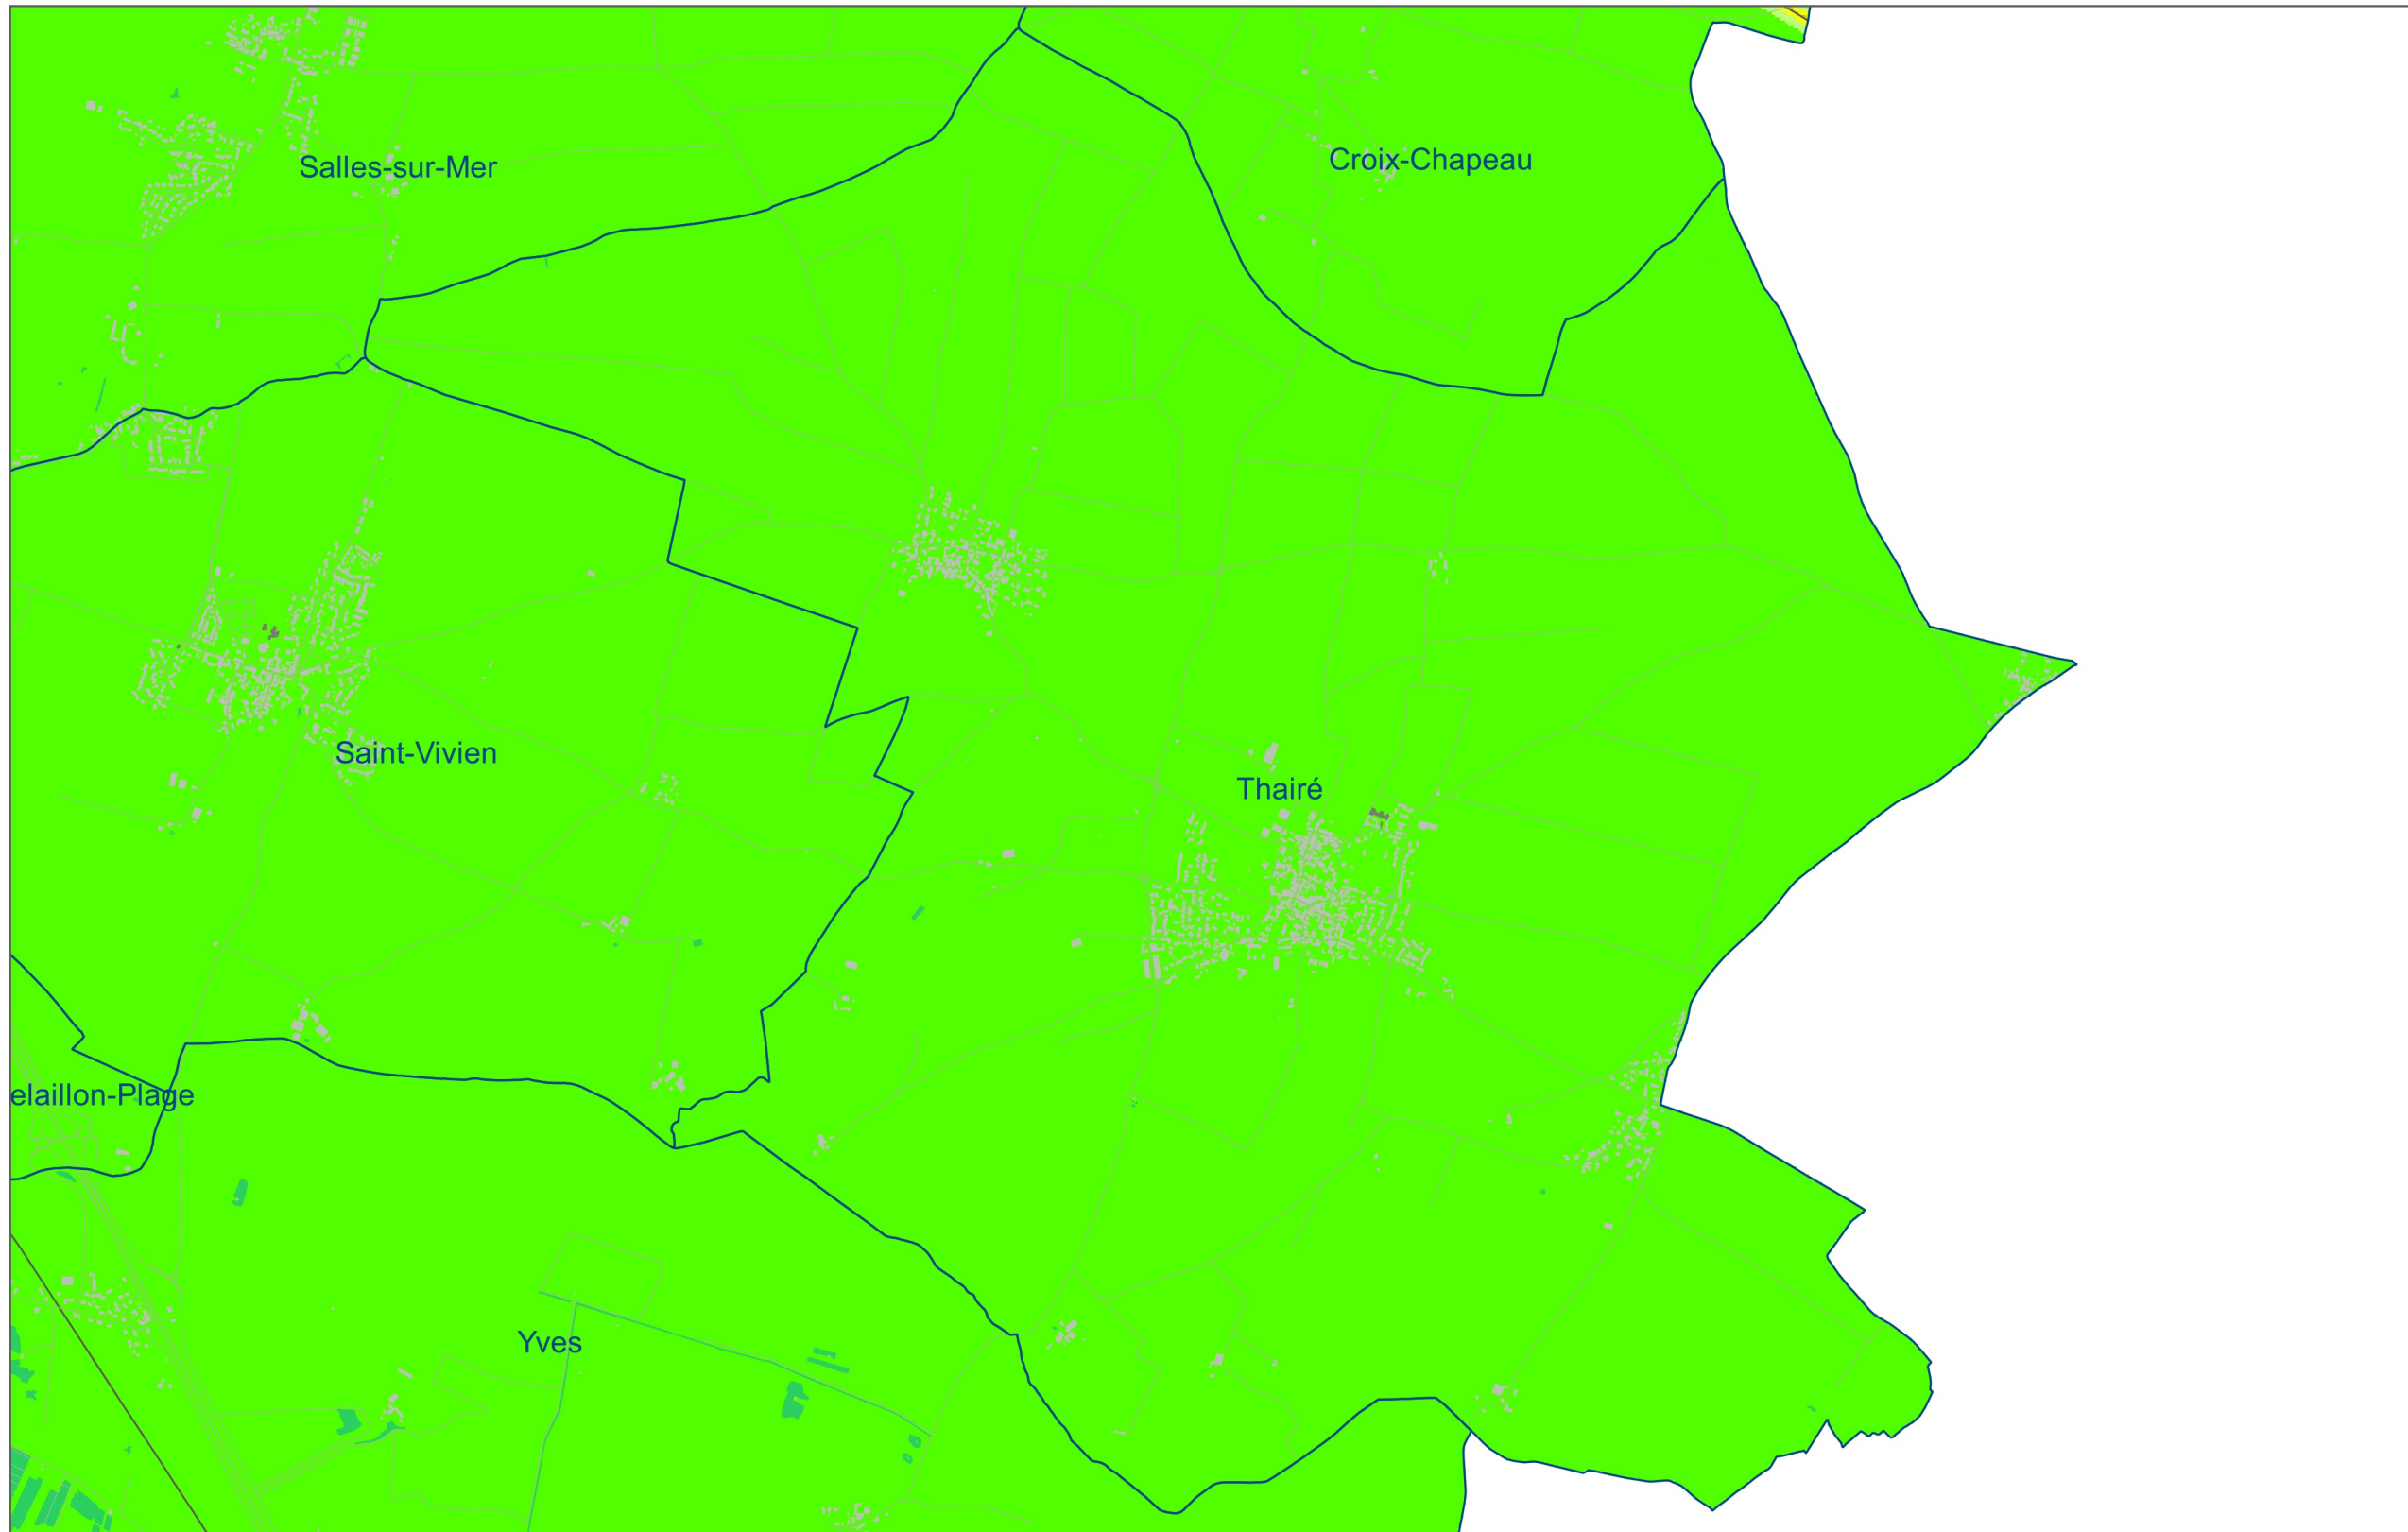 Croix-Chapeau
Salles-sur-Mer
Saint-Vivien
Thairé
elaillon-Plage
Yves